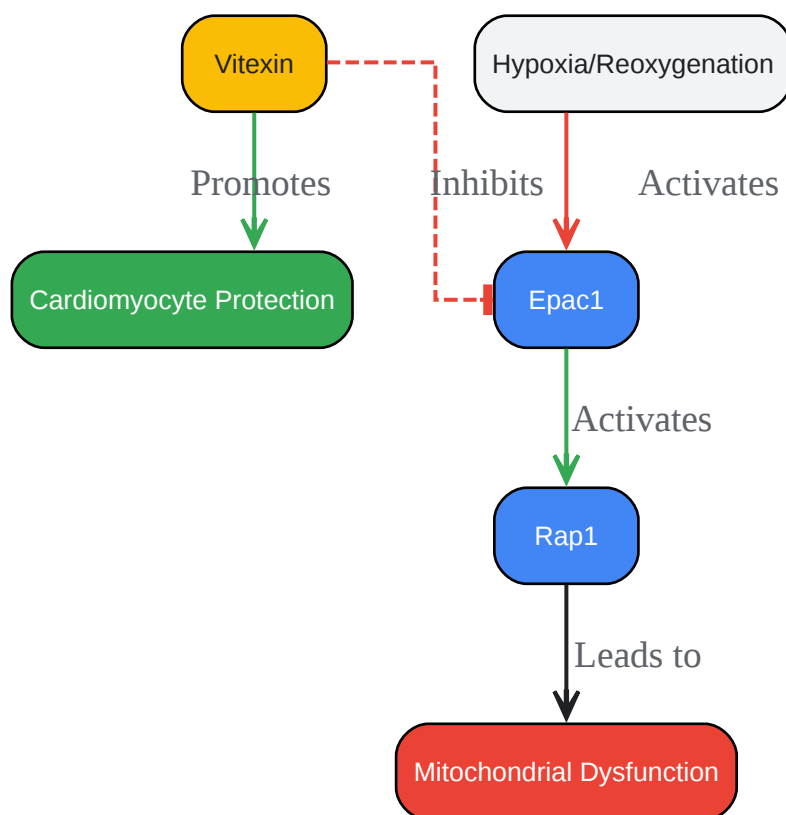 Vitexin
Hypoxia/Reoxygenation
Promotes
Inhibits
Activates
Cardiomyocyte Protection
Epac1
Activates
Rap1
Leads to
Mitochondrial Dysfunction